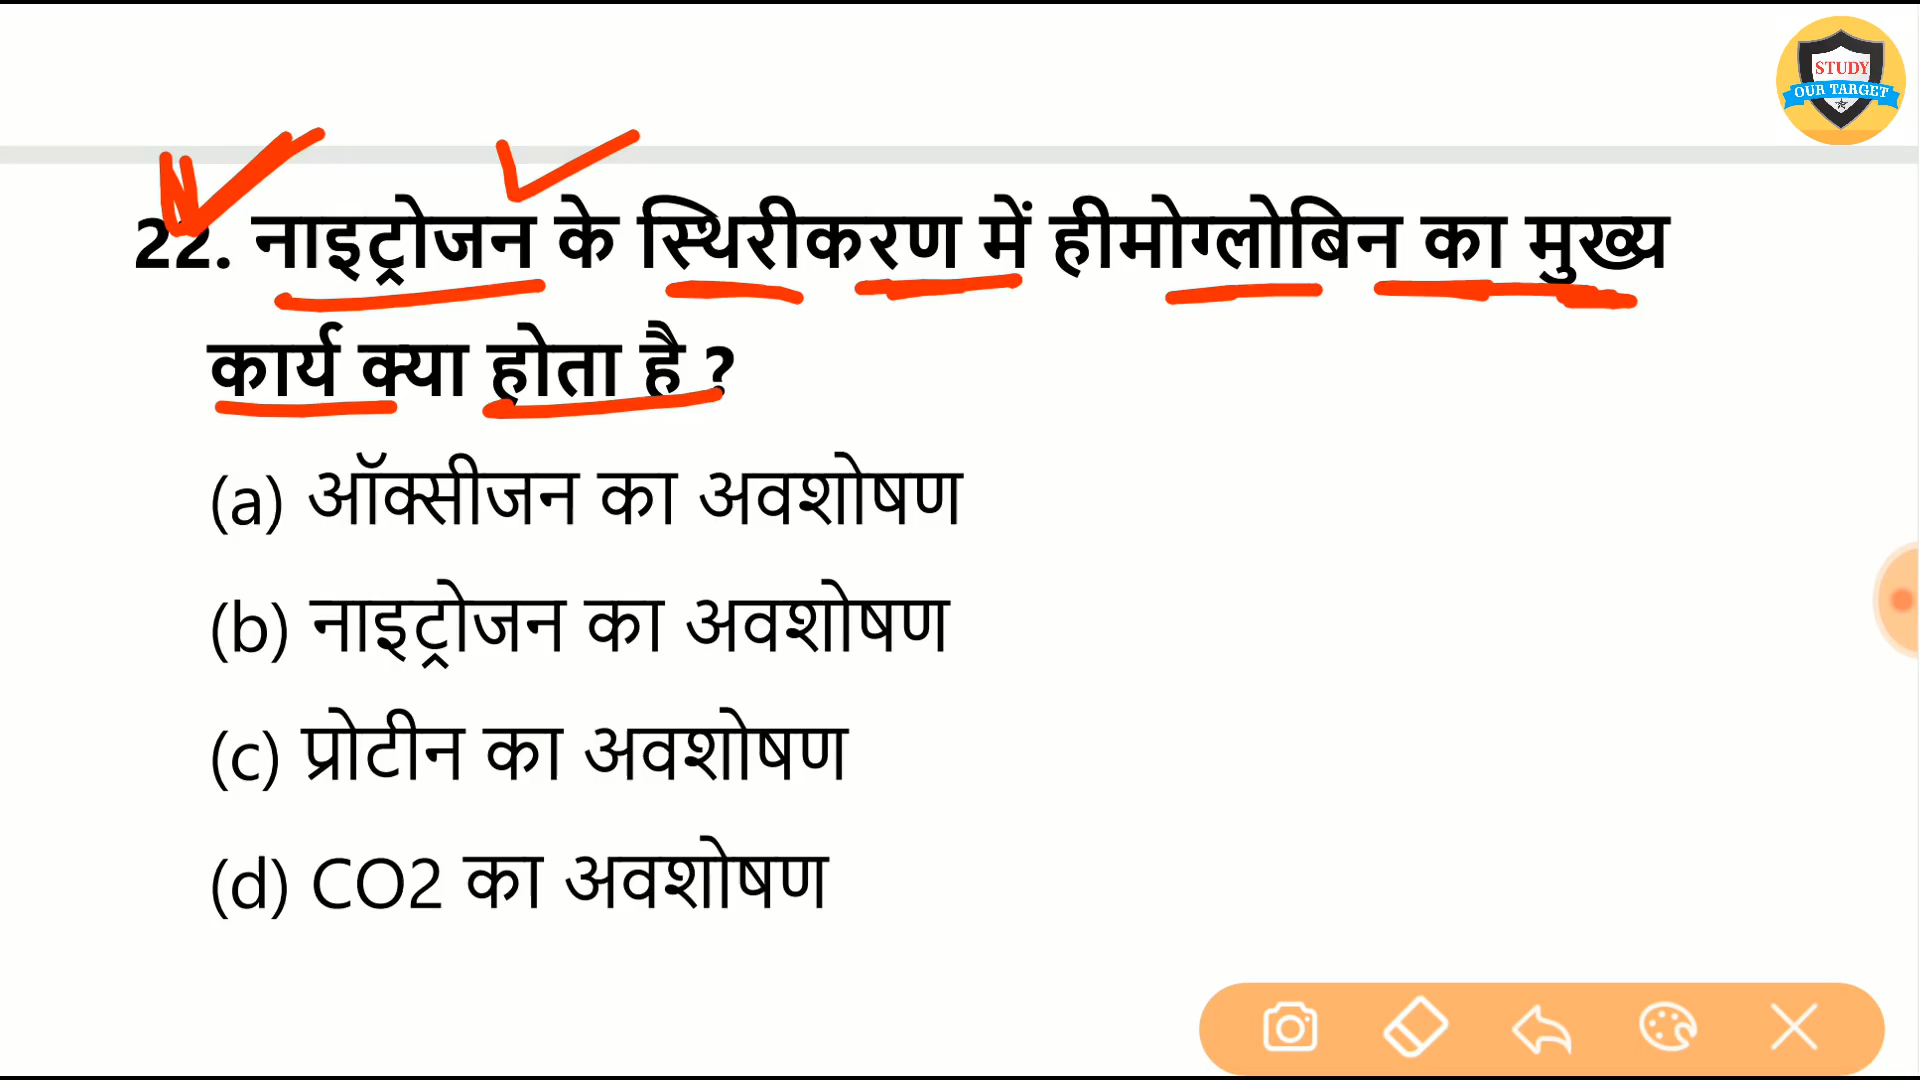 STUDY
OUR TARGET
22. नाइट्रोजन के स्थिरीकरण में हीमोग्लोबिन का मुख्य
कार्य क्या होता है ?
(a) ऑक्सीजन का अवशोषण
(b) नाइट्रोजन का अवशोषण
(c) प्रोटीन का अवशोषण
(d) CO2 का अवशोषण